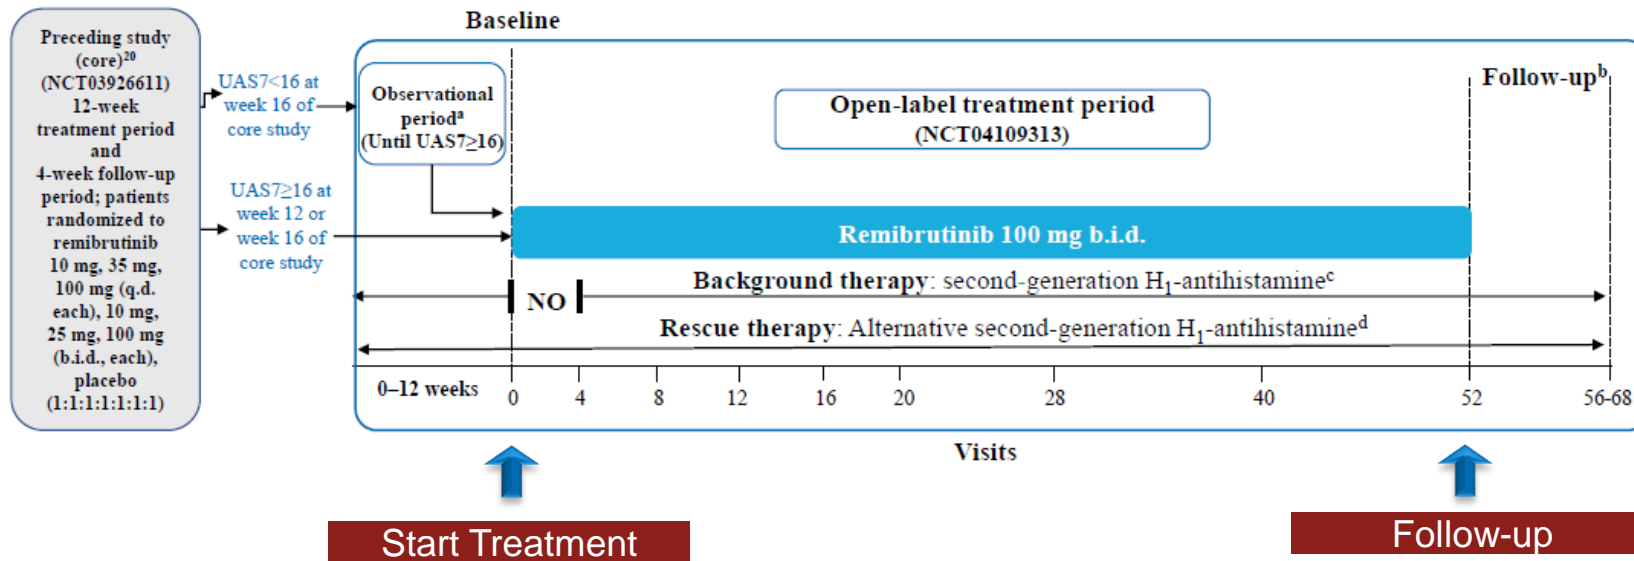 Baseline
Preceding study
(core)20
(NCT03926611)
12-week
treatment period
and
4-week follow-up
period; patients
randomized to
remibrutinib
10 mg, 35 mg,
100 mg (q.d.
each), 10 mg,
25 mg, 100 mg
(b.i.d., each),
placebo
(1:1:1:1:1:1:1)
UAS7<16 at
week 16 of
core study
UAS7≥16 at
week 12 or
week 16 of
core study
Observational
perioda
(Until UAS7≥16)
Open-label treatment period
(NCT04109313)
Follow-upb
Remibrutinib 100 mg b.i.d.
NO
Background therapy: second-generation H1-antihistaminec
Rescue therapy: Alternative second-generation H1-antihistamined
0–12 weeks 0 4 8 12 16 20 28 40 52 56-68
Visits
Start Treatment
Follow-up